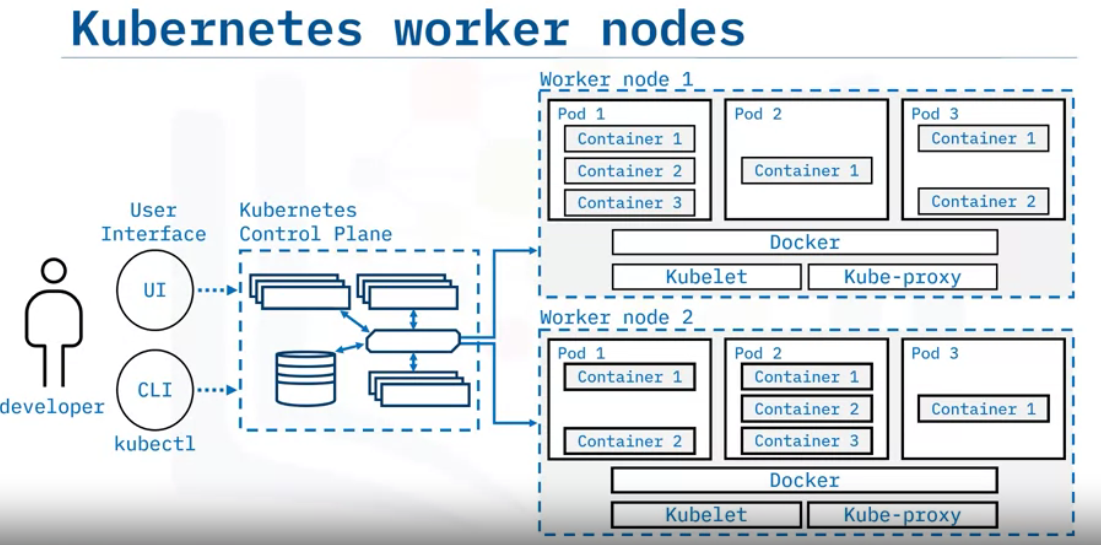 Kubernetes worker nodes
developer
User
Interface
UI
CLI
kubectl
Kubernetes
Control Plane
Worker node 1
Pod 1
Container 1
Container 2
Container 3
Pod 2
Container 1
Pod 3
Container 1
Container 2
Docker
Kubelet
Kube-proxy
Worker node 2
Pod 1
Container 1
Container 2
Pod 2
Container 1
Container 2
Container 3
Pod 3
Container 1
Docker
Kubelet
Kube-proxy